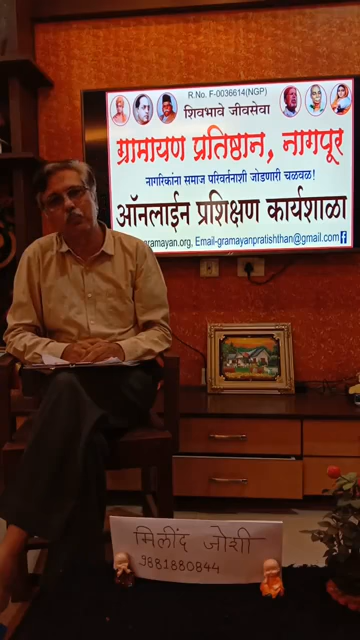 R.No. F-0036614(NGP)
शिवभावे जीवसेवा
ग्रामायण प्रतिष्ठान, नागपूर
नागरिकांना समाज परिवर्तनाशी जोडणारी चळवळ!
ऑनलाईन प्रशिक्षण कार्यशाळा
gramayan.org, Email-gramayanpratishthan@gmail.com f
मिलींद जोशी
9881880844